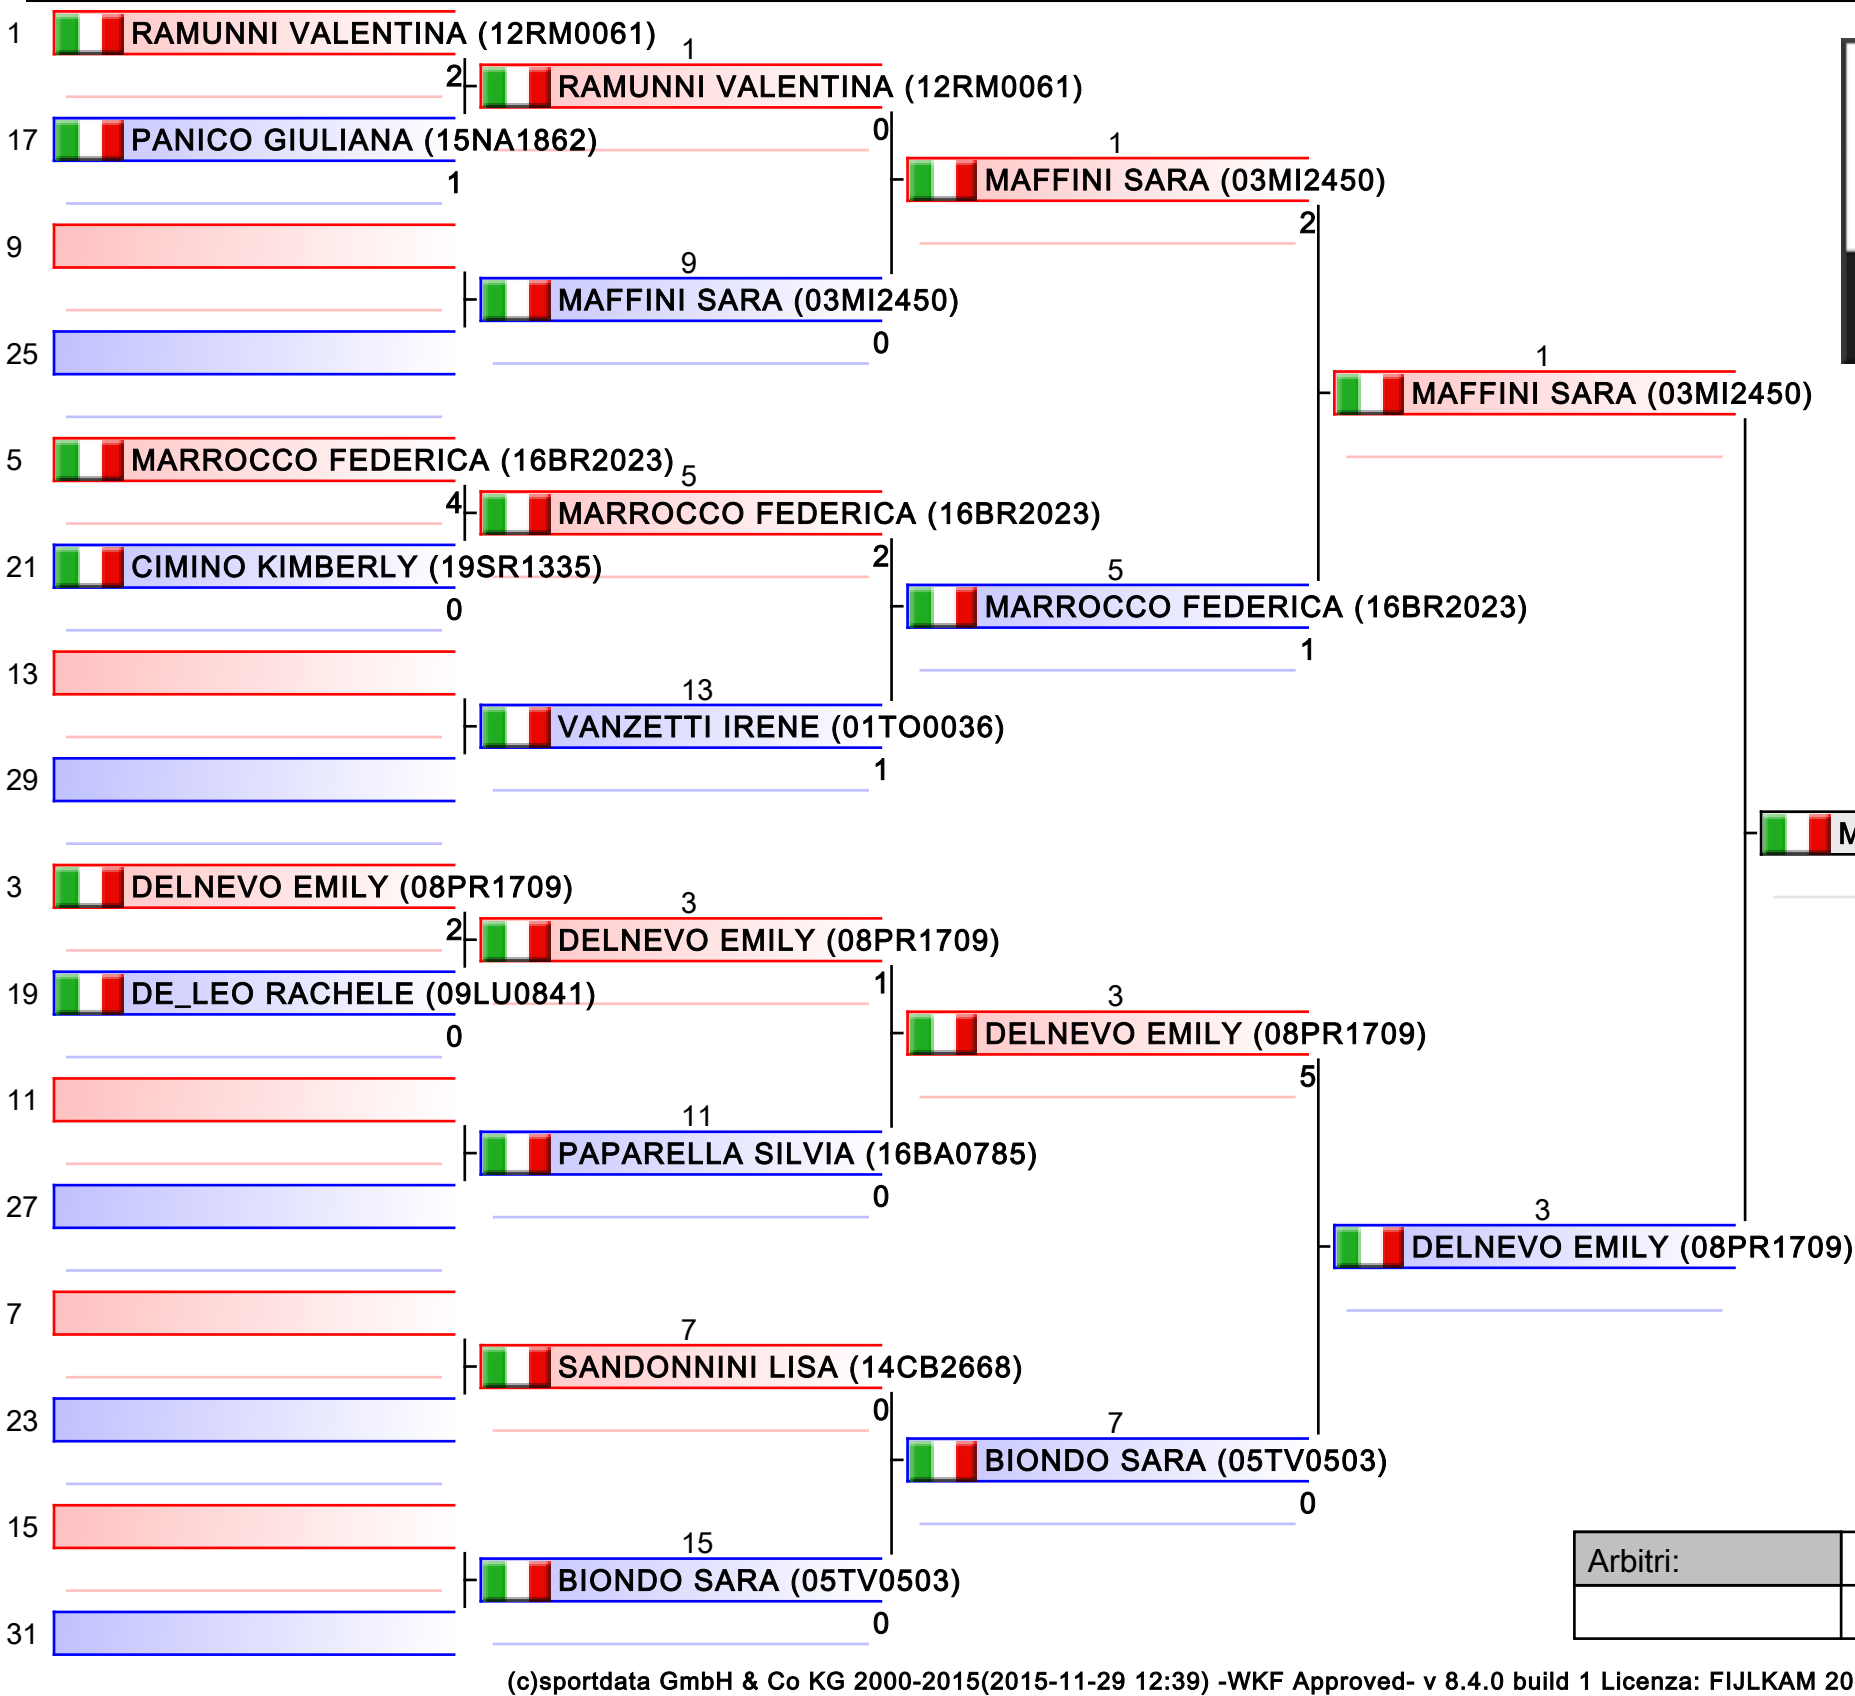 1 RAMUNNI VALENTINA (12RM0061)
2
17 PANICO GIULIANA (15NA1862)
1
9
25
5 MARROCCO FEDERICA (16BR2023)
4
21 CIMINO KIMBERLY (19SR1335)
0
13
29
3 DELNEVO EMILY (08PR1709)
2
19 DE_LEO RACHELE (09LU0841)
0
11
27
7
23
15
31
1
RAMUNNI VALENTINA (12RM0061)
0
9
MAFFINI SARA (03MI2450)
0
5
MARROCCO FEDERICA (16BR2023)
2
13
VANZETTI IRENE (01TO0036)
1
3
DELNEVO EMILY (08PR1709)
1
11
PAPARELLA SILVIA (16BA0785)
0
7
SANDONNINI LISA (14CB2668)
0
15
BIONDO SARA (05TV0503)
0
1
MAFFINI SARA (03MI2450)
2
5
MARROCCO FEDERICA (16BR2023)
1
3
DELNEVO EMILY (08PR1709)
5
7
BIONDO SARA (05TV0503)
0
1
MAFFINI SARA (03MI2450)
3
DELNEVO EMILY (08PR1709)
Arbitri:
(c)sportdata GmbH & Co KG 2000-2015(2015-11-29 12:39) -WKF Approved- v 8.4.0 build 1 Licenza: FIJLKAM 20